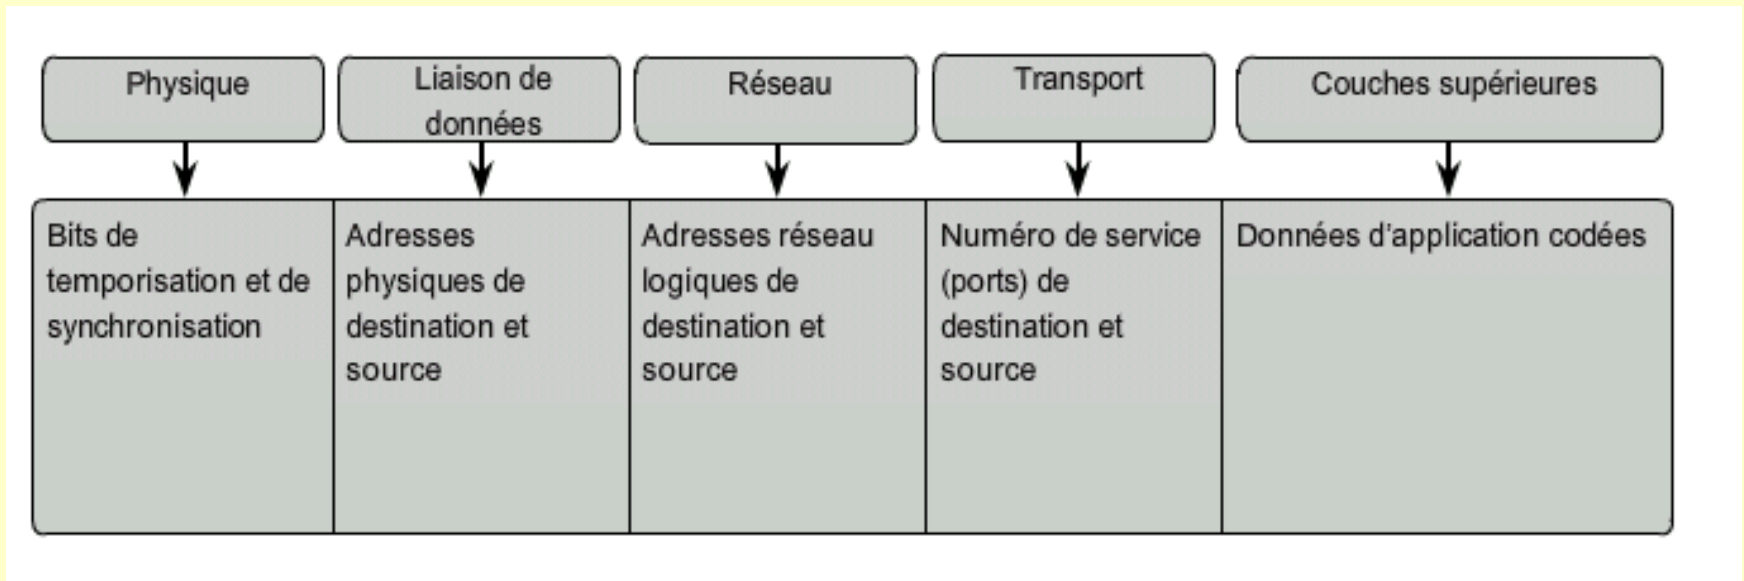 Physique
Liaison de
données
Réseau
Transport
Couches supérieures
Bits de
temporisation et de
synchronisation
Adresses
physiques de
destination et
source
Adresses réseau
logiques de
destination et
source
Numéro de service
(ports) de
destination et
source
Données d'application codées